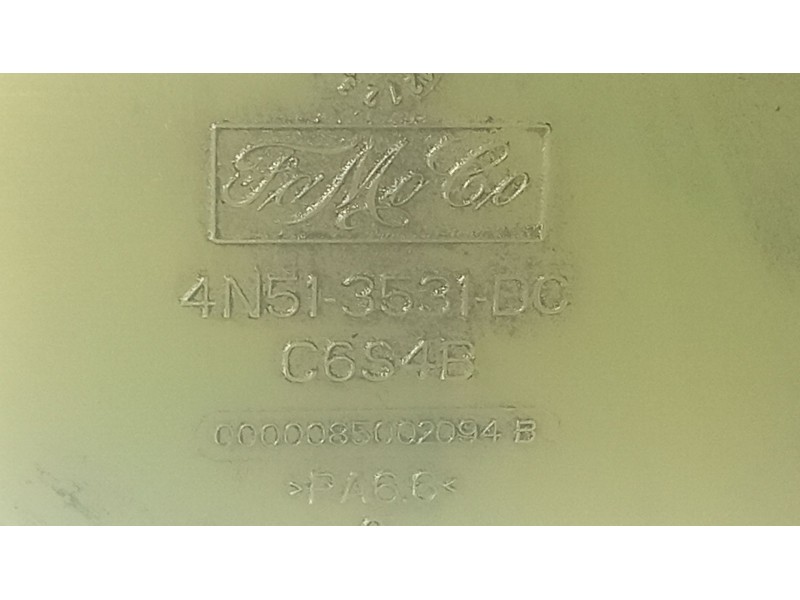 FoMoCo
4N51-3531-BC
C6S4B
0000085002094 B
>PA6.6<